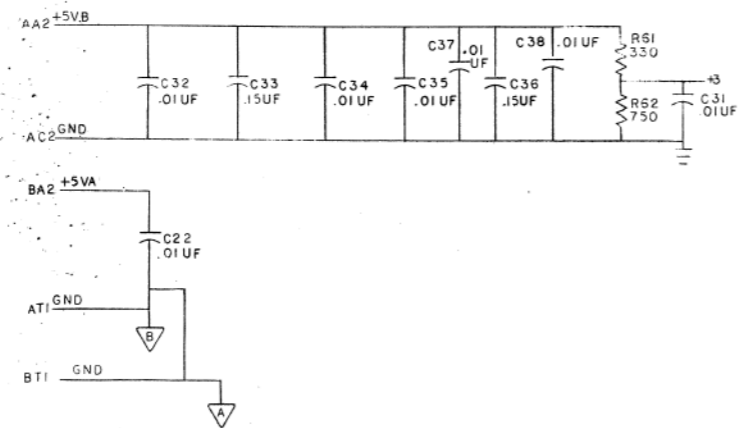 AA2 +5V.B
C32
.01UF
C33
.15UF
C34
.01UF
C35
.01UF
C37 .01
UF
C36
.15UF
C38 .01UF
R61
330
+3
R62
750
C31
.01UF
AC2 GND
BA2 +5VA
C22
.01UF
AT1 GND
B
BT1 GND
A